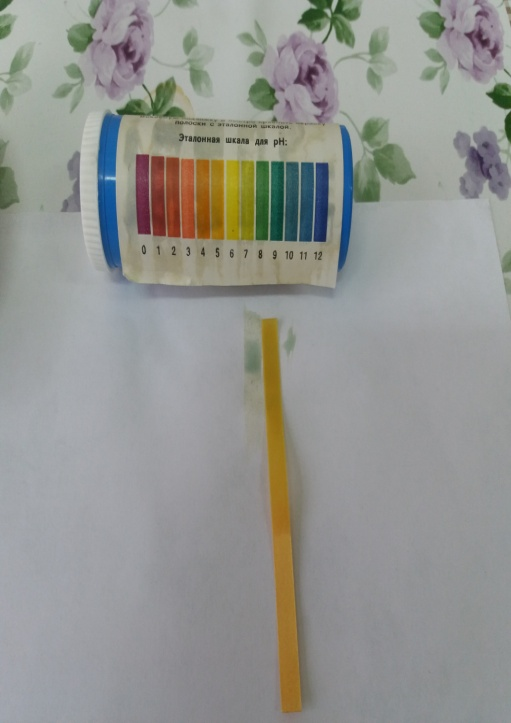 полоски с эталонной шкалой.
Эталонная шкала для pH:
0 1 2 3 4 5 6 7 8 9 10 11 12